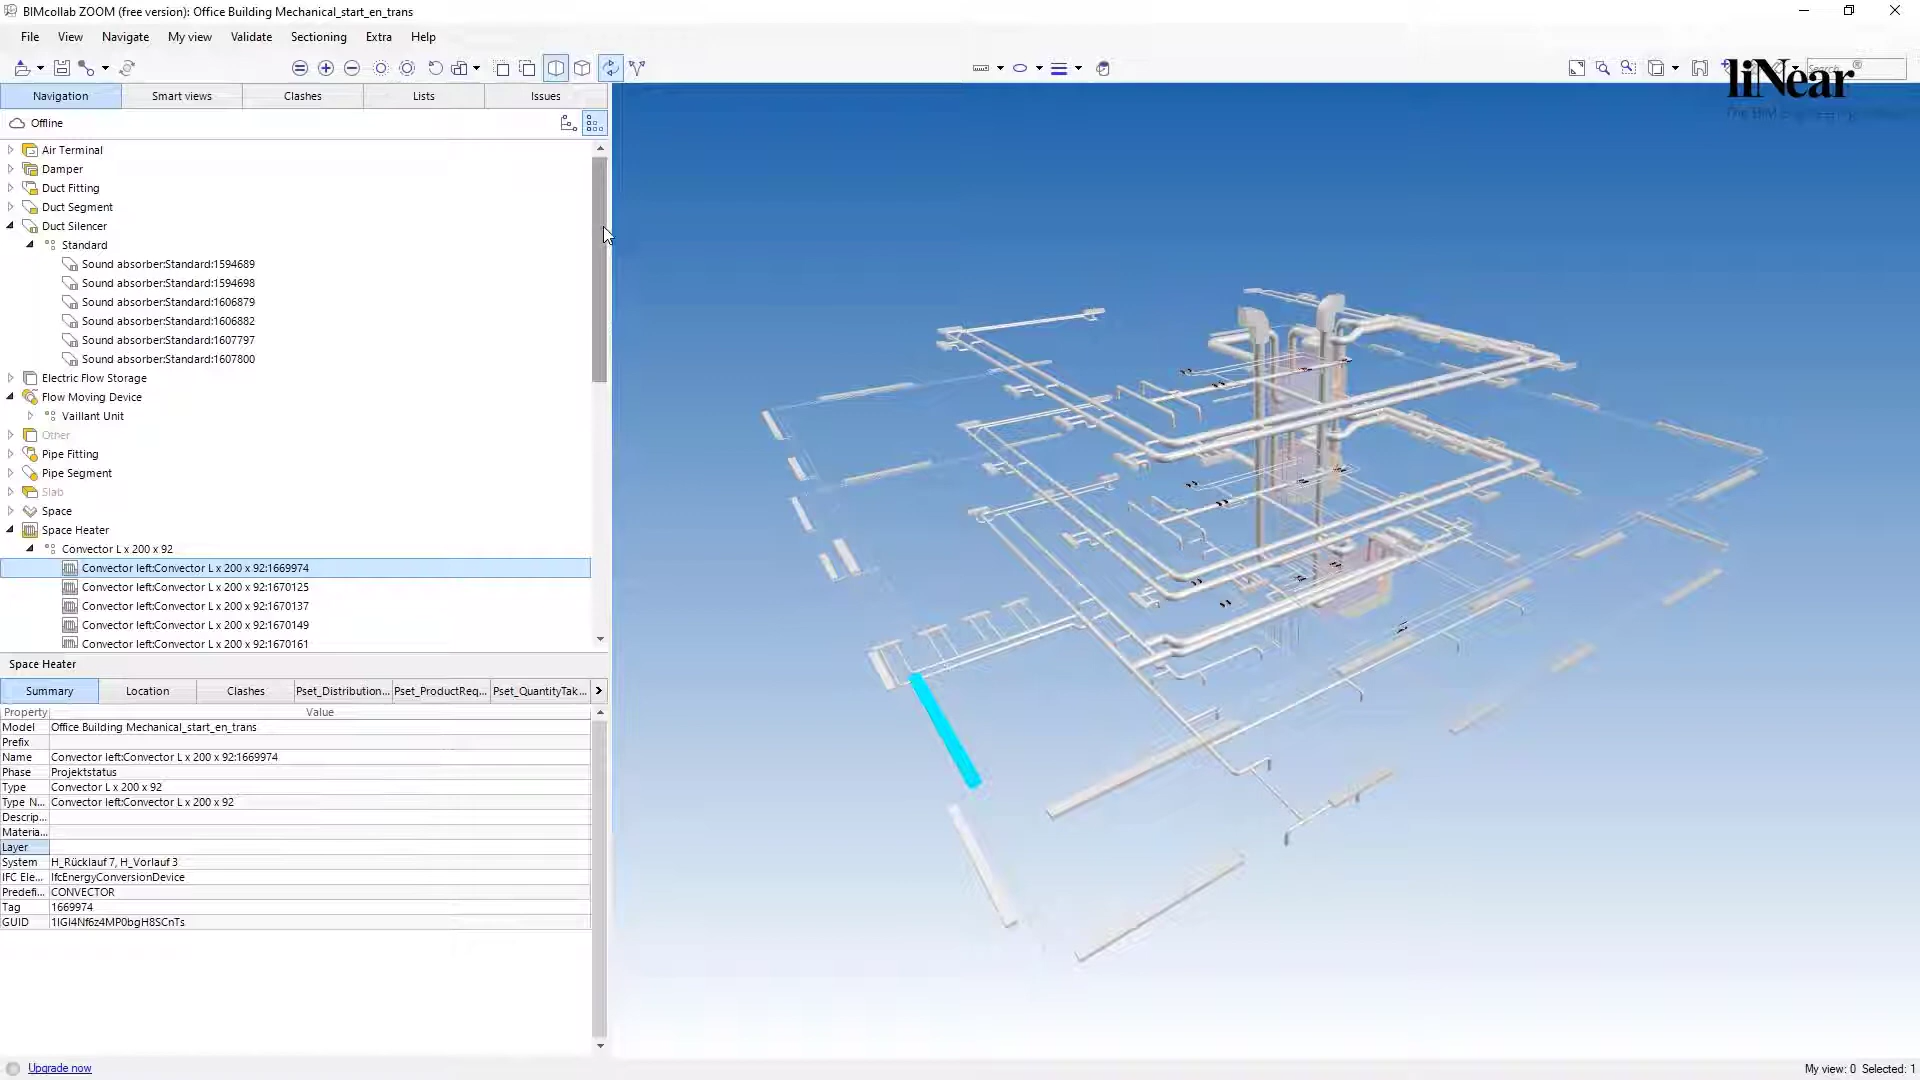 BIMcollab ZOOM (free version): Office Building Mechanical_start_en_trans
File View Navigate My view Validate Sectioning Extra Help
Search
liNear
The BIM Engineering
Navigation Smart views Clashes Lists Issues
Offline
Air Terminal
Damper
Duct Fitting
Duct Segment
Duct Silencer
Standard
Sound absorber:Standard:1594689
Sound absorber:Standard:1594698
Sound absorber:Standard:1606879
Sound absorber:Standard:1606882
Sound absorber:Standard:1607797
Sound absorber:Standard:1607800
Electric Flow Storage
Flow Moving Device
Vaillant Unit
Other
Pipe Fitting
Pipe Segment
Slab
Space
Space Heater
Convector L x 200 x 92
Convector left:Convector L x 200 x 92:1669974
Convector left:Convector L x 200 x 92:1670125
Convector left:Convector L x 200 x 92:1670137
Convector left:Convector L x 200 x 92:1670149
Convector left:Convector L x 200 x 92:1670161
Space Heater
Summary Location Clashes Pset_Distribution... Pset_ProductReq... Pset_QuantityTak...
Property Value
Model Office Building Mechanical_start_en_trans
Prefix
Name Convector left:Convector L x 200 x 92:1669974
Phase Projektstatus
Type Convector L x 200 x 92
Type N... Convector left:Convector L x 200 x 92
Descrip...
Materia...
Layer
System H_Rücklauf 7, H_Vorlauf 3
IFC Ele... IfcEnergyConversionDevice
Predefi... CONVECTOR
Tag 1669974
GUID 1IGI4Nf6z4MP0bgH8SCnTs
Upgrade now
My view: 0 Selected: 1